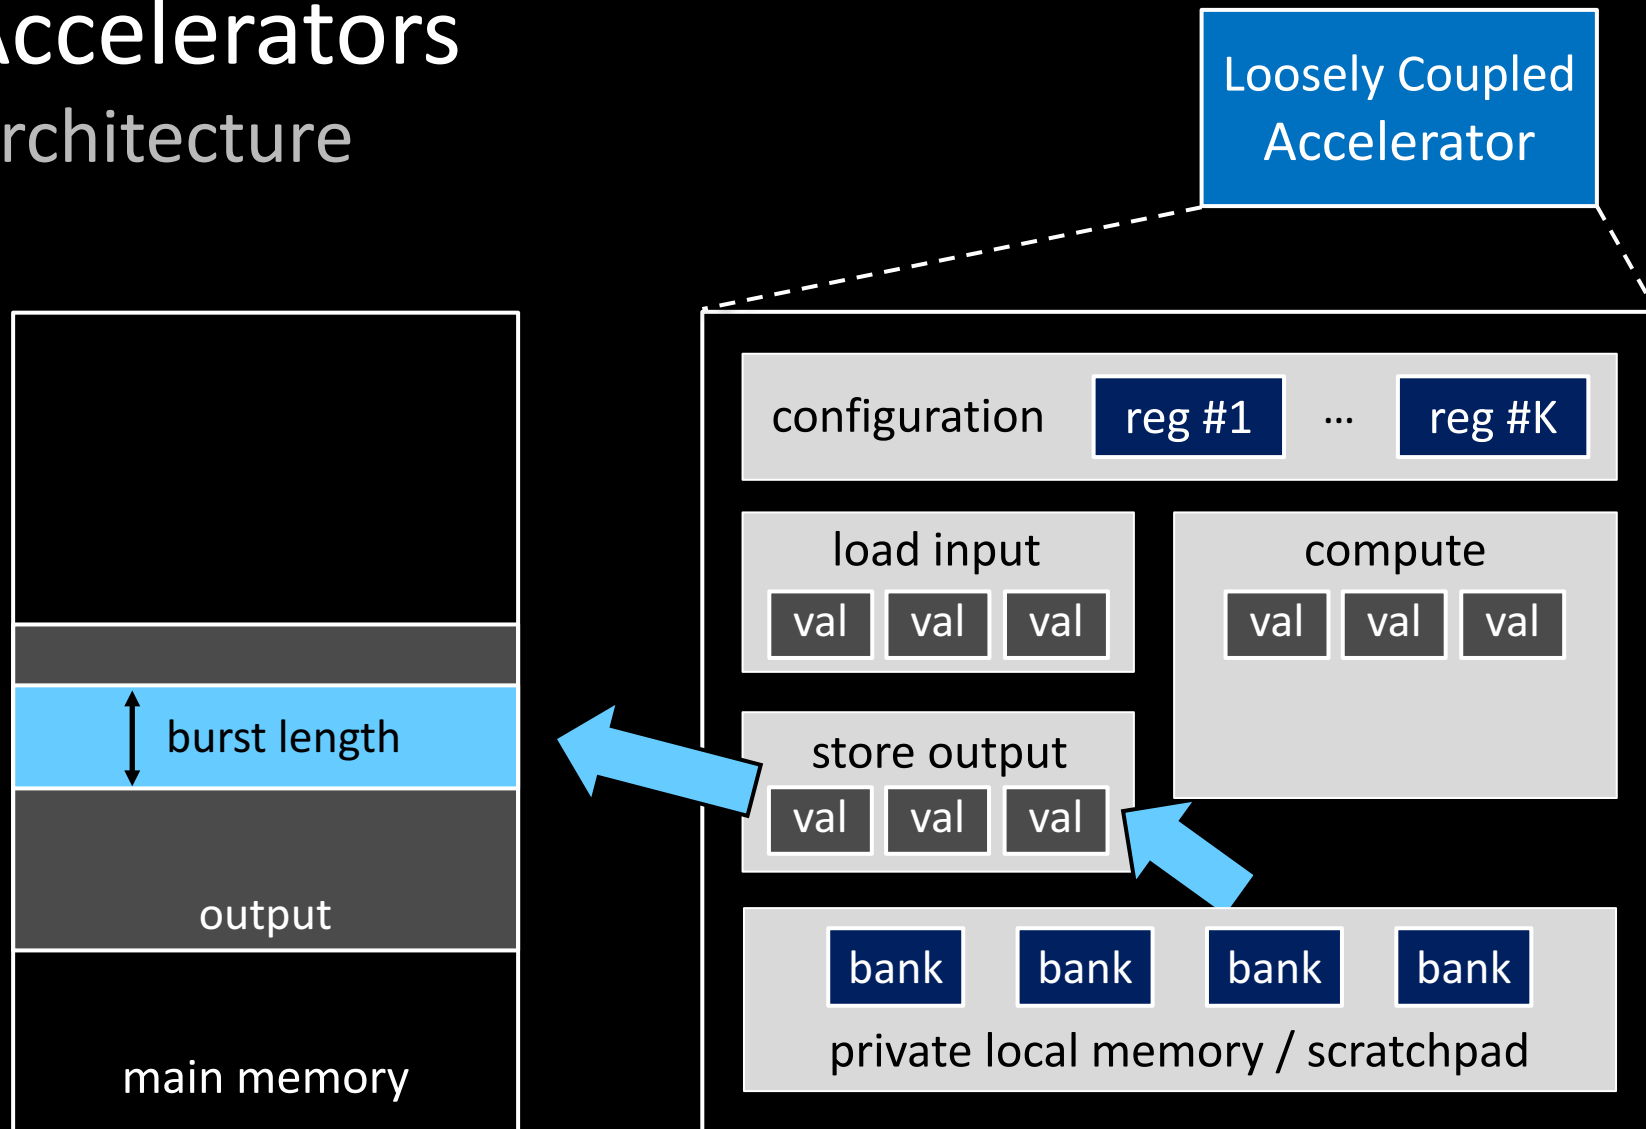 Accelerators
rchitecture
Loosely Coupled
Accelerator
configuration
reg #1
...
reg #K
load input
val val val
compute
val val val
burst length
store output
val val val
output
bank bank bank bank
private local memory / scratchpad
main memory